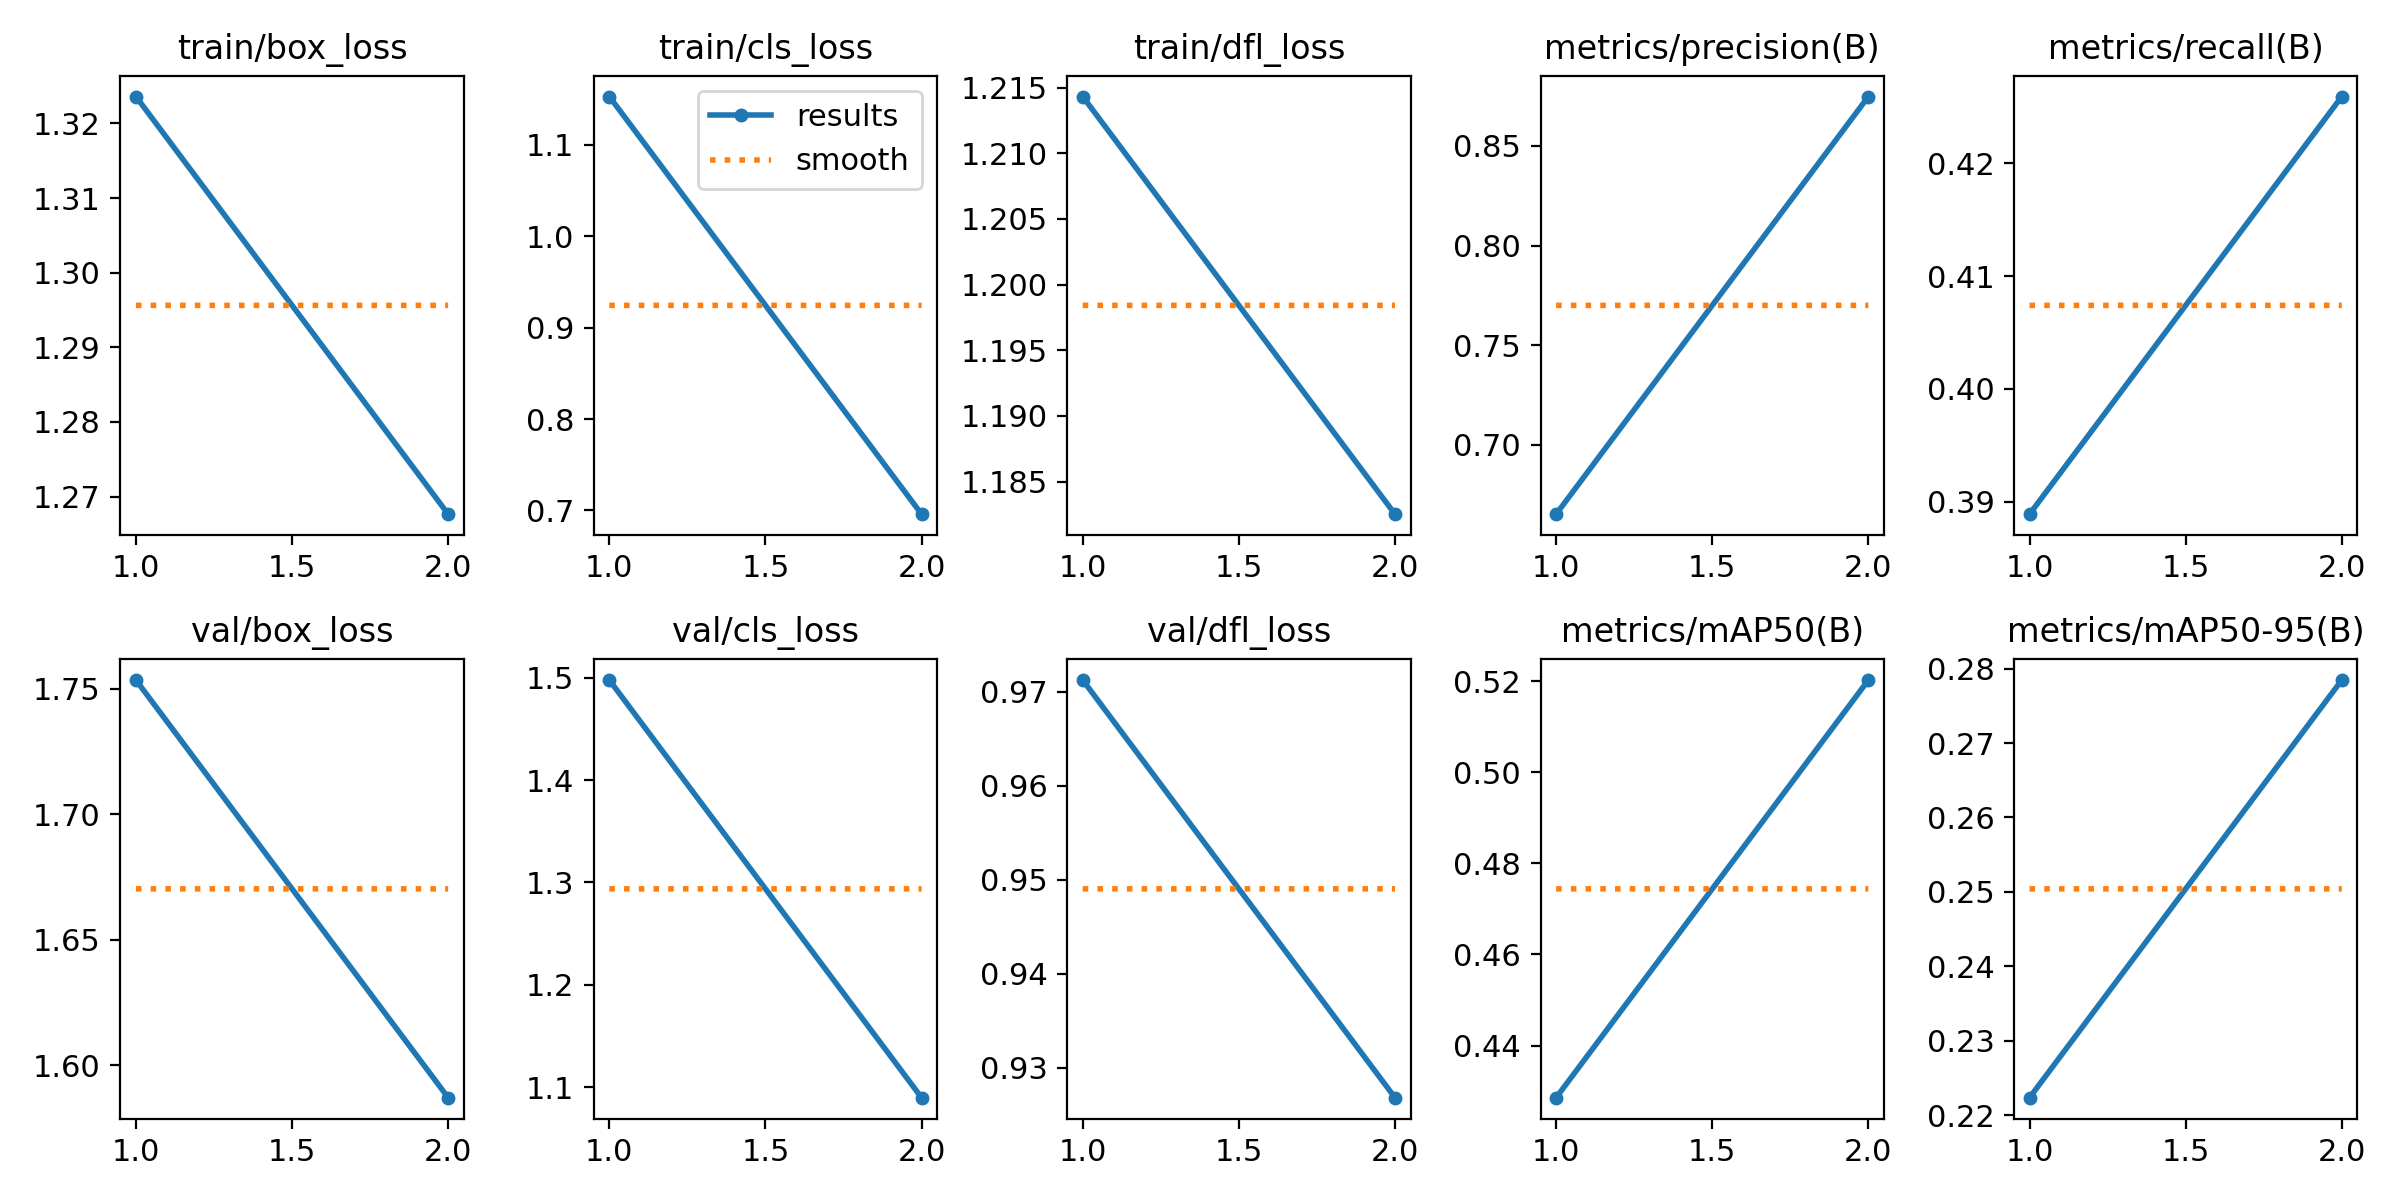 train/box_loss
1.32
1.31
1.30
1.29
1.28
1.27
1.0 1.5 2.0
train/cls_loss
results
smooth
1.1
1.0
0.9
0.8
0.7
1.0 1.5 2.0
train/dfl_loss
1.215
1.210
1.205
1.200
1.195
1.190
1.185
1.0 1.5 2.0
metrics/precision(B)
0.85
0.80
0.75
0.70
1.0 1.5 2.0
metrics/recall(B)
0.42
0.41
0.40
0.39
1.0 1.5 2.0
val/box_loss
1.75
1.70
1.65
1.60
1.0 1.5 2.0
val/cls_loss
1.5
1.4
1.3
1.2
1.1
1.0 1.5 2.0
val/dfl_loss
0.97
0.96
0.95
0.94
0.93
1.0 1.5 2.0
metrics/mAP50(B)
0.52
0.50
0.48
0.46
0.44
1.0 1.5 2.0
metrics/mAP50-95(B)
0.28
0.27
0.26
0.25
0.24
0.23
0.22
1.0 1.5 2.0